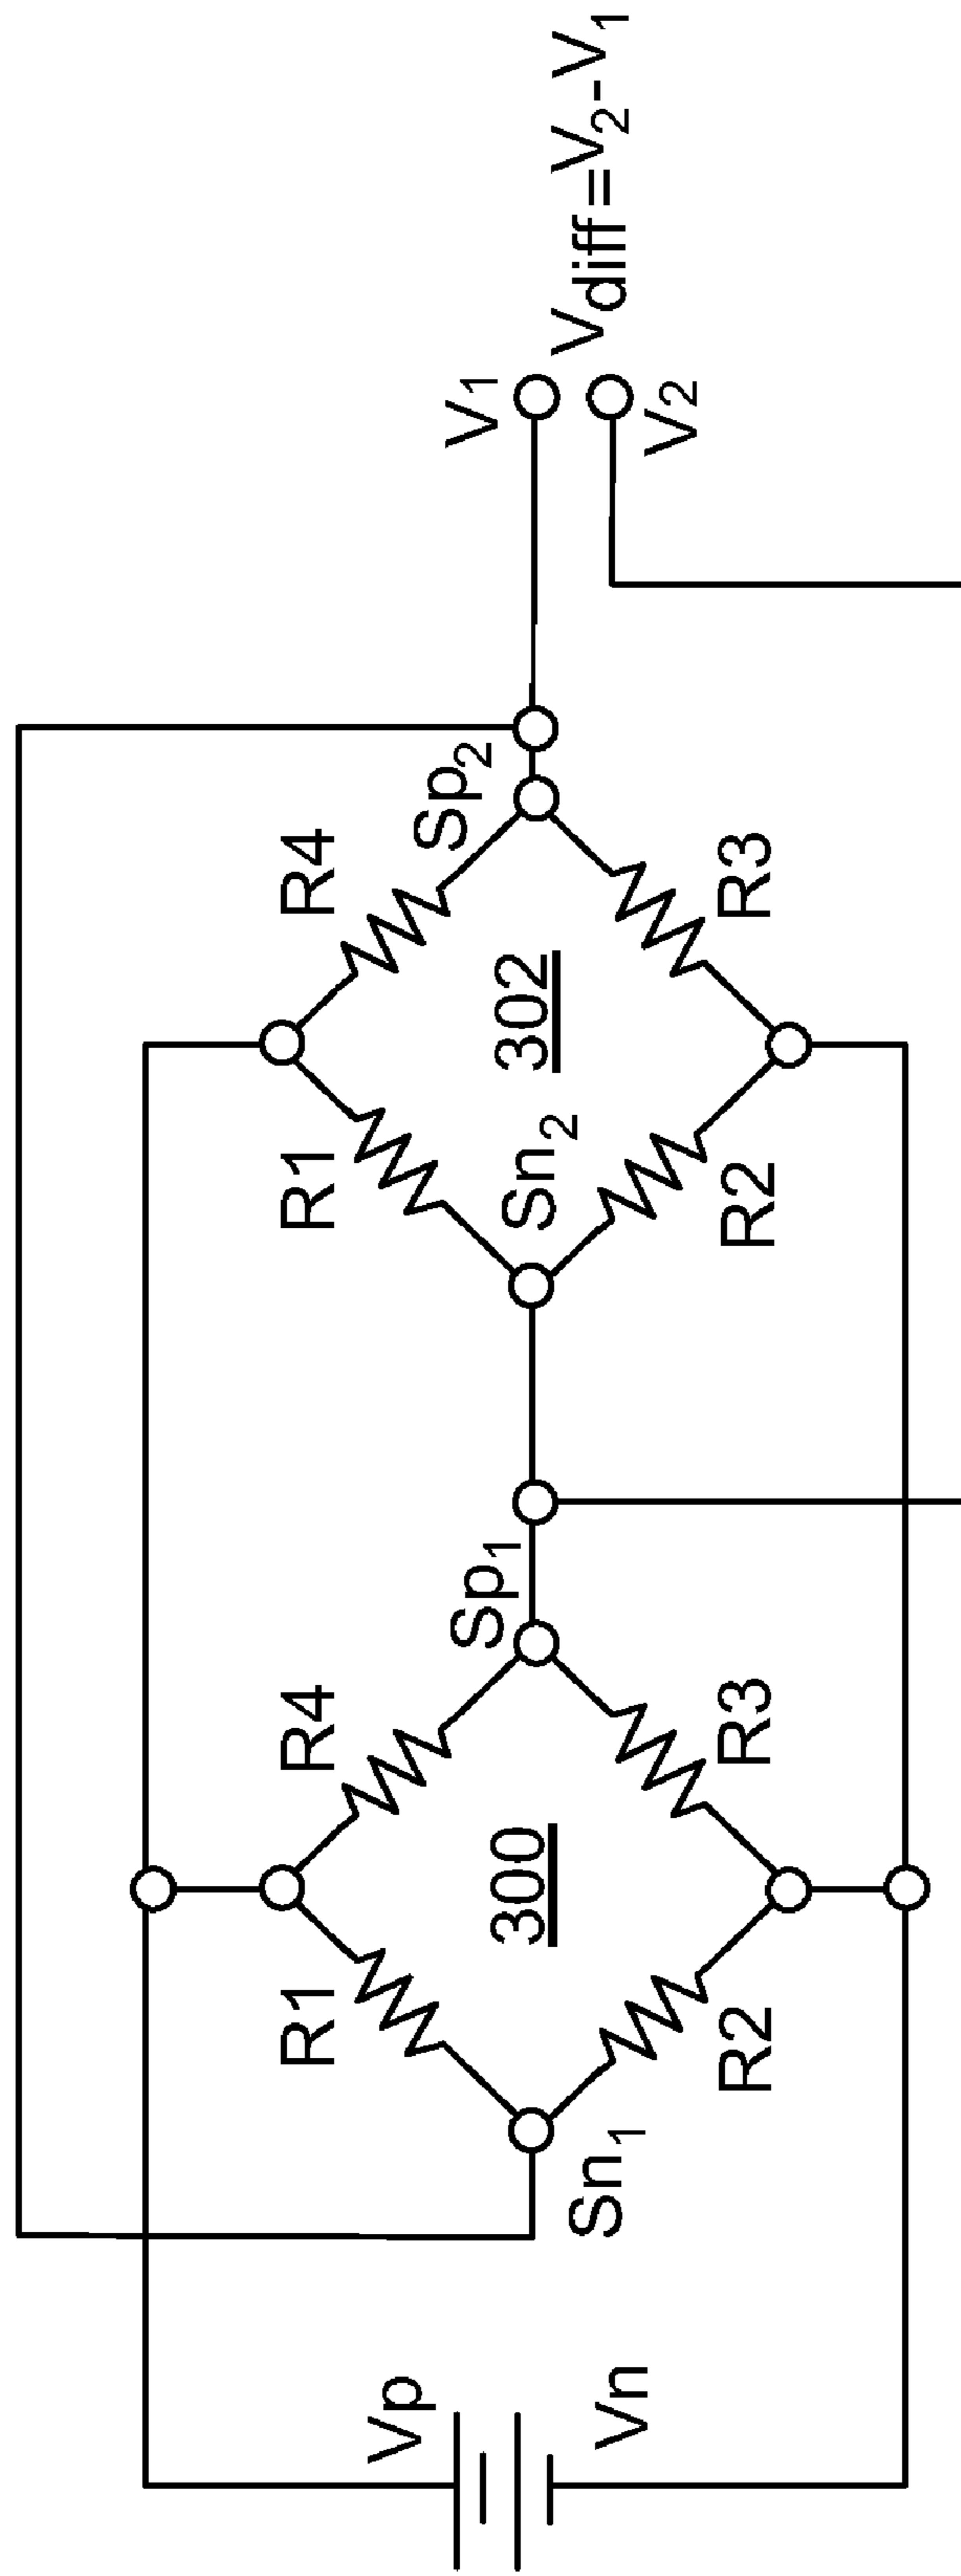 Vp
Vn
R1
R4
300
R2
R3
Sn1
Sp1
R1
R4
302
Sn2
Sp2
R2
R3
V1
V2
Vdiff=V2-V1